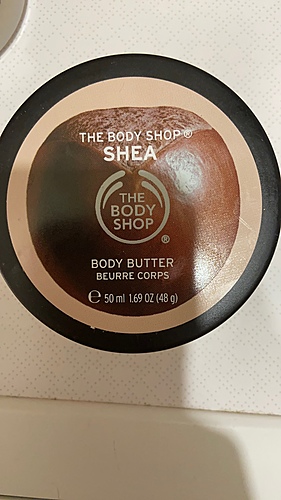 THE BODY SHOP®
SHEA
THE
BODY
SHOP
®
BODY BUTTER
BEURRE CORPS
℮ 50 ml 1.69 OZ (48 g)